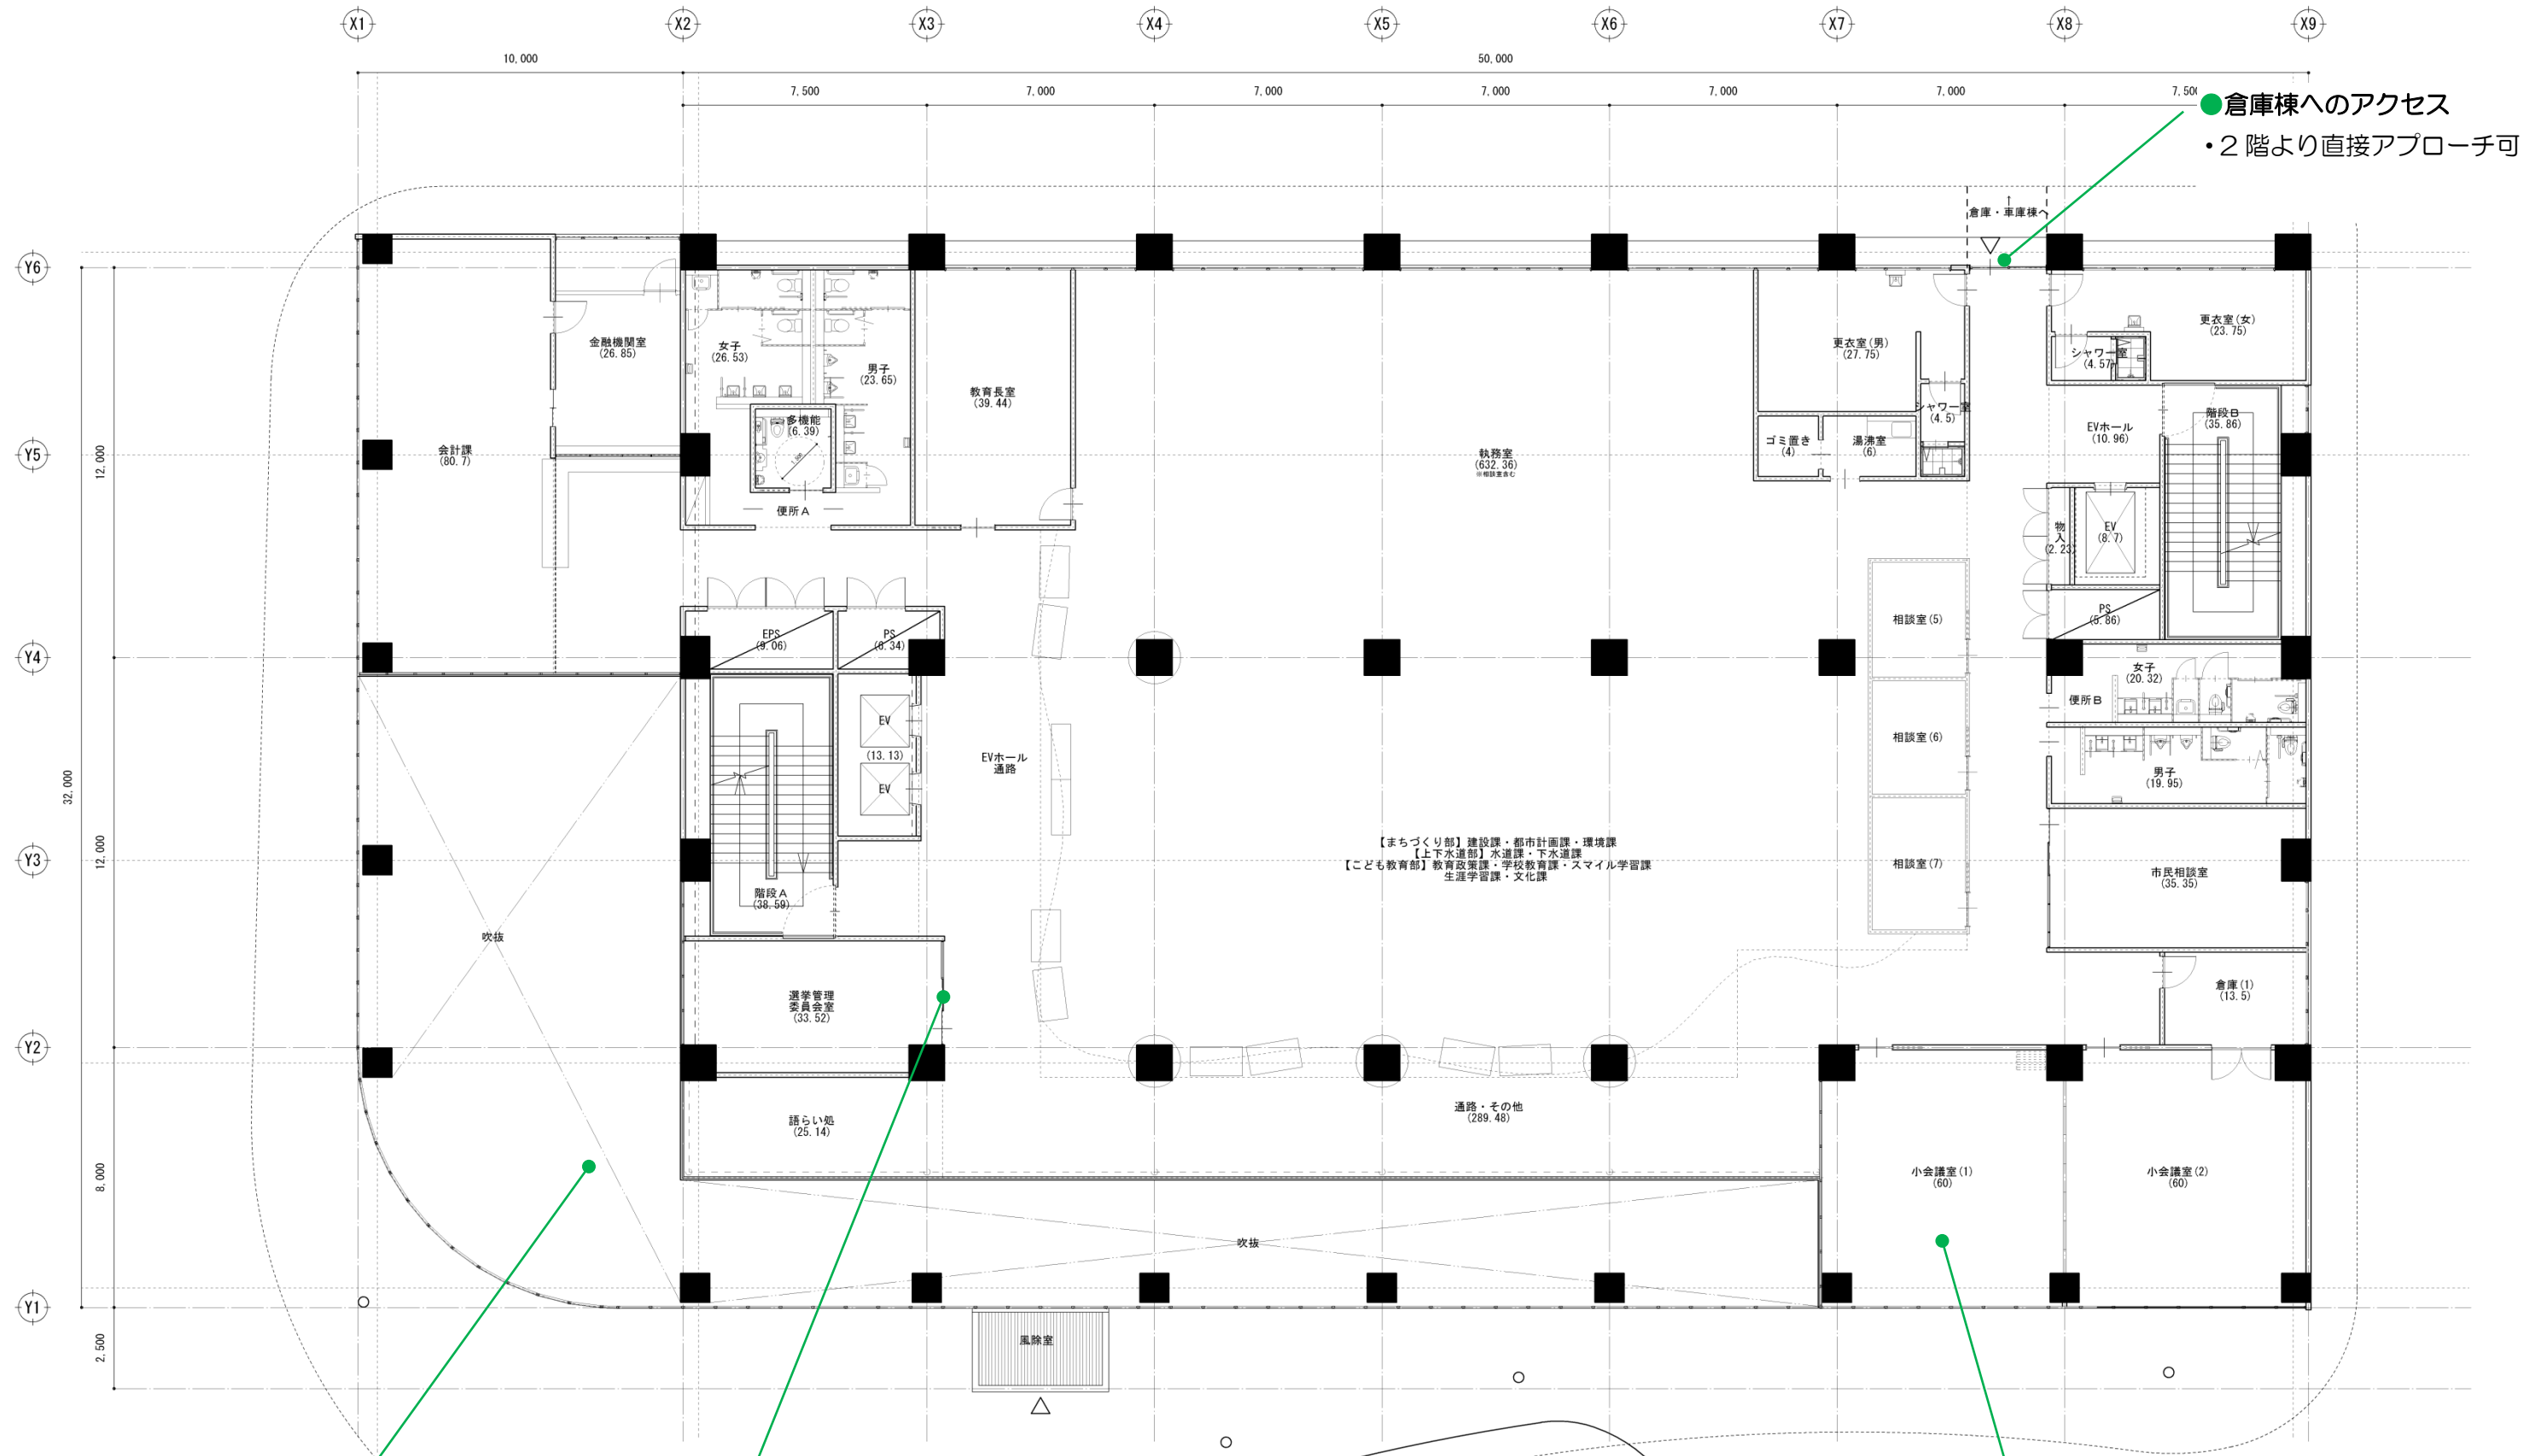 X1
X2
X3
X4
X5
X6
X7
X8
X9
10,000
50,000
7,500
7,000
7,000
7,000
7,000
7,000
●倉庫棟へのアクセス
・2階より直接アプローチ可
↑
倉庫・車庫棟へ
Y6
Y5
Y4
Y3
Y2
Y1
12,000
32,000
12,000
8,000
2,500
会計課
(80.7)
金融機関室
(26.85)
女子
(26.53)
男子
(23.65)
多機能
(6.39)
1,500
便所A
教育長室
(39.44)
執務室
(632.36)
※相談室含む
更衣室(男)
(27.75)
シャワー室
(4.5)
ゴミ置き
(4)
湯沸室
(6)
更衣室(女)
(23.75)
シャワー室
(4.57)
EVホール
(10.96)
階段B
(35.86)
物
入
(2.23)
EV
(8.7)
PS
(5.86)
EPS
(9.06)
PS
(6.34)
EV
(13.13)
EV
EVホール
通路
階段A
(38.59)
相談室(5)
相談室(6)
相談室(7)
女子
(20.32)
便所B
男子
(19.95)
市民相談室
(35.35)
倉庫(1)
(13.5)
【まちづくり部】建設課・都市計画課・環境課
【上下水道部】水道課・下水道課
【こども教育部】教育政策課・学校教育課・スマイル学習課
生涯学習課・文化課
吹抜
選挙管理
委員会室
(33.52)
語らい処
(25.14)
通路・その他
(289.48)
小会議室(1)
(60)
小会議室(2)
(60)
吹抜
風除室